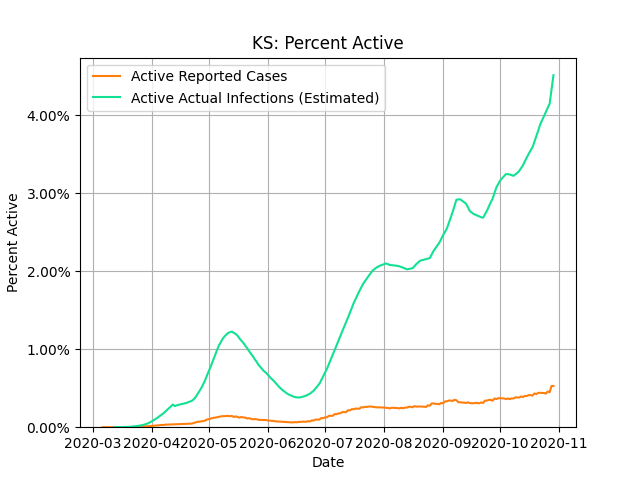 KS: Percent Active
Active Reported Cases
Active Actual Infections (Estimated)
Percent Active
4.00%
3.00%
2.00%
1.00%
0.00%
2020-03 2020-04 2020-05 2020-06 2020-07 2020-08 2020-09 2020-10 2020-11
Date